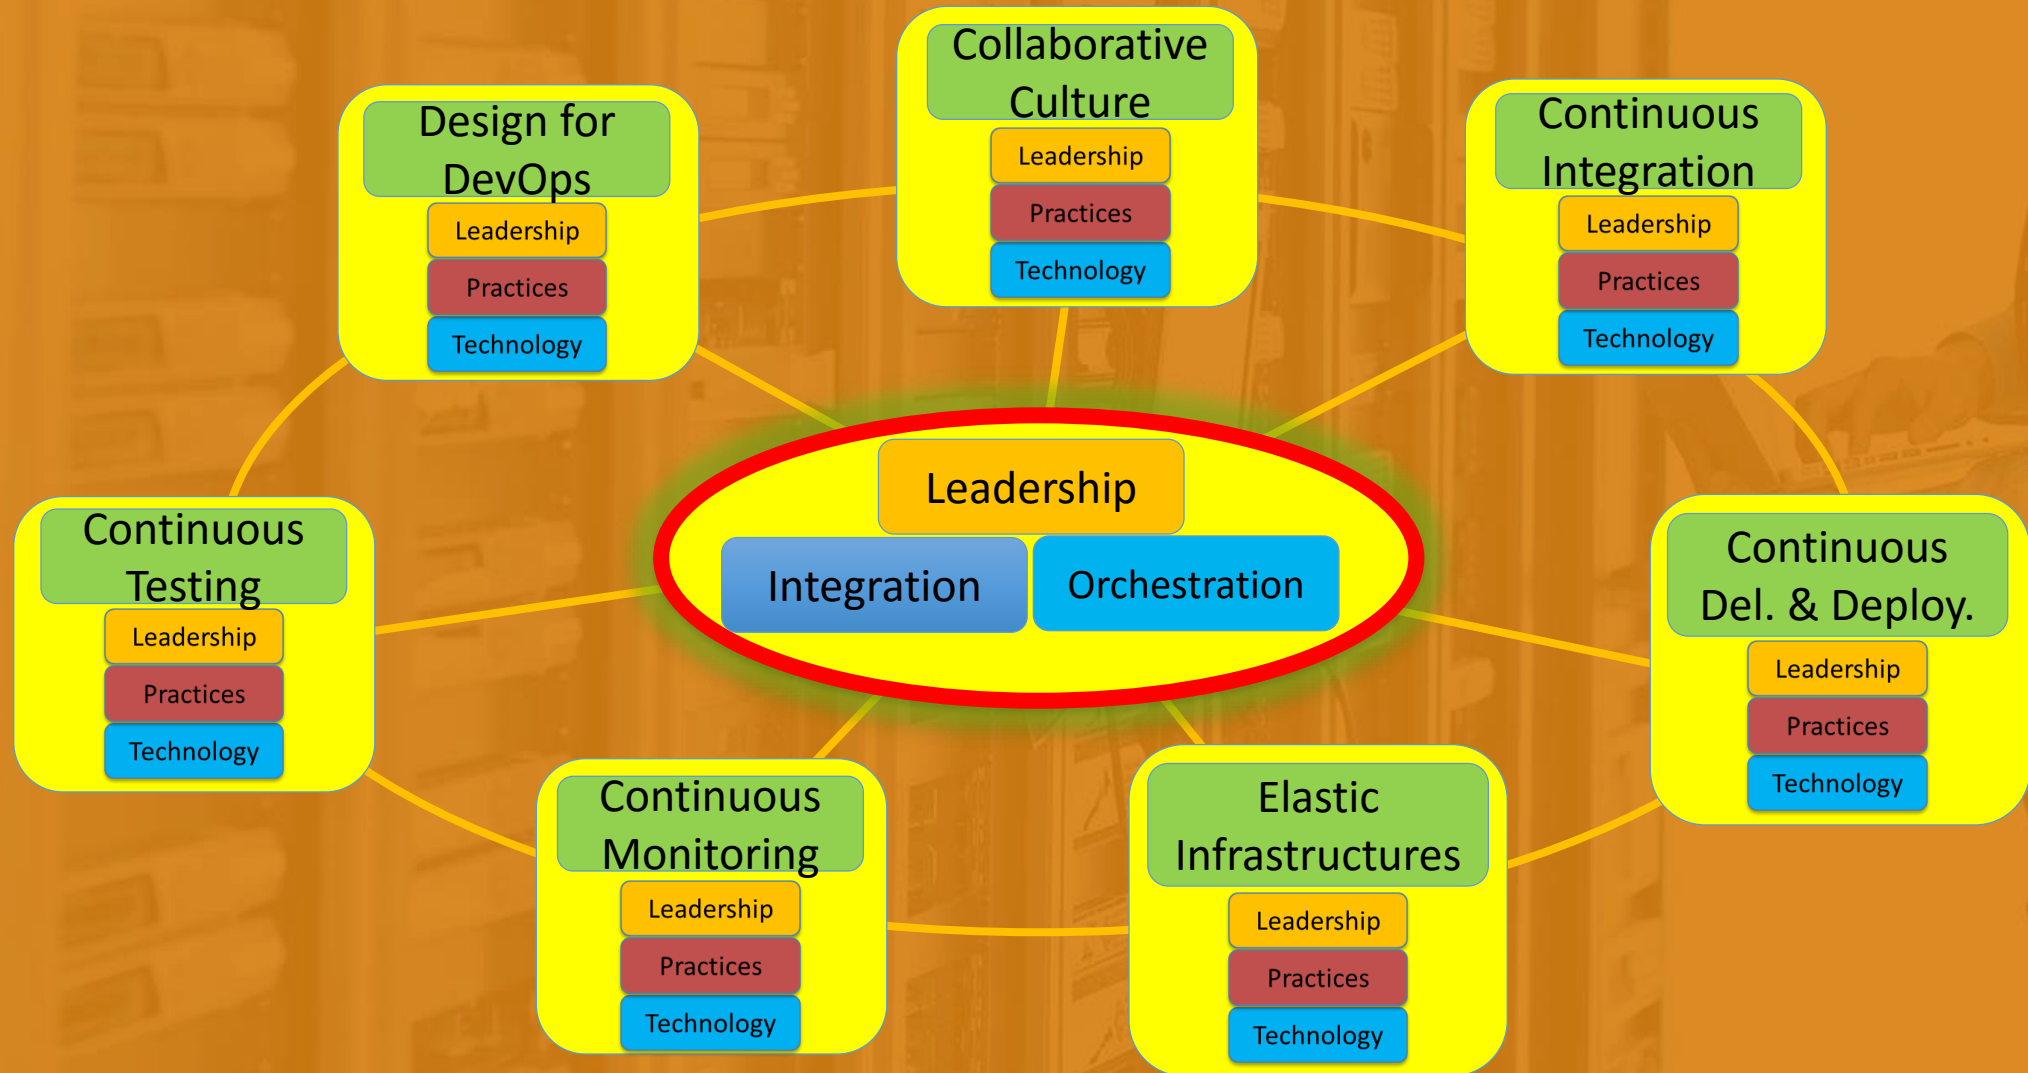 Collaborative
Culture
Leadership
Practices
Technology
Design for
DevOps
Leadership
Practices
Technology
Continuous
Integration
Leadership
Practices
Technology
Leadership
Integration
Orchestration
Continuous
Testing
Leadership
Practices
Technology
Continuous
Del. & Deploy.
Leadership
Practices
Technology
Continuous
Monitoring
Leadership
Practices
Technology
Elastic
Infrastructures
Leadership
Practices
Technology